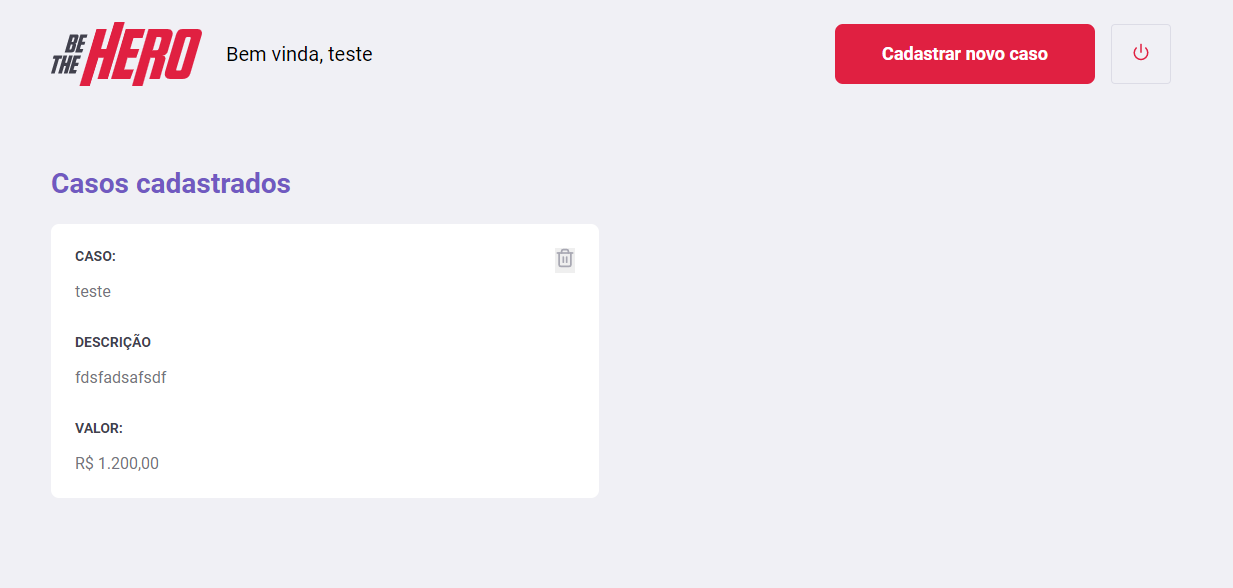 BE
THE HERO
Bem vinda, teste
Cadastrar novo caso
Casos cadastrados
CASO:
teste
DESCRIÇÃO
fdsfadsafsdf
VALOR:
R$ 1.200,00